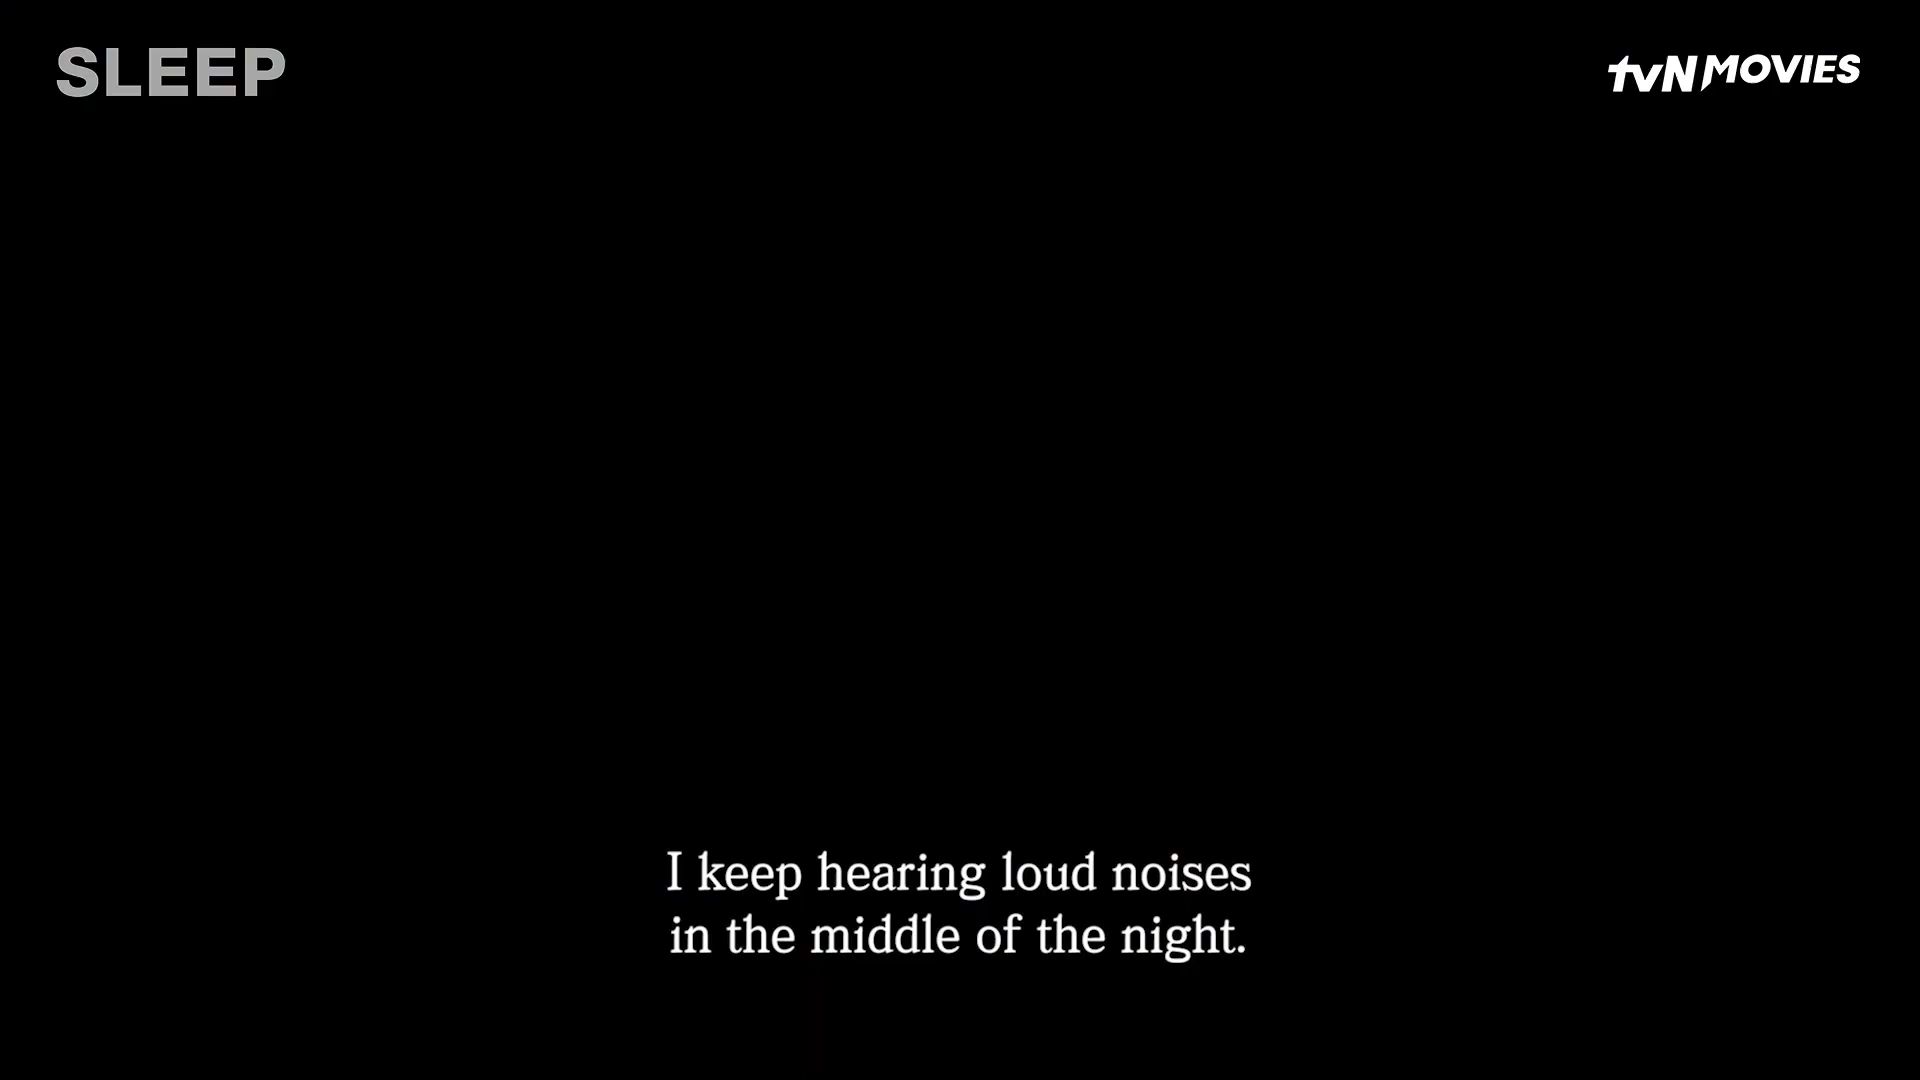 SLEEP
tvN MOVIES
I keep hearing loud noises
in the middle of the night.